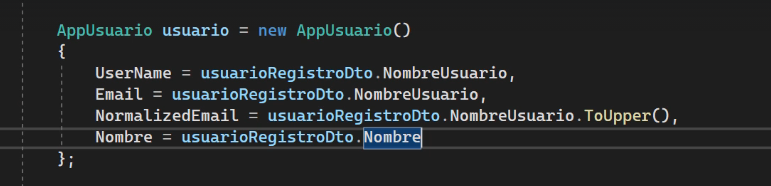 AppUsuario usuario = new AppUsuario()
{
UserName = usuarioRegistroDto.NombreUsuario,
Email = usuarioRegistroDto.NombreUsuario,
NormalizedEmail = usuarioRegistroDto.NombreUsuario.ToUpper(),
Nombre = usuarioRegistroDto.Nombre
};